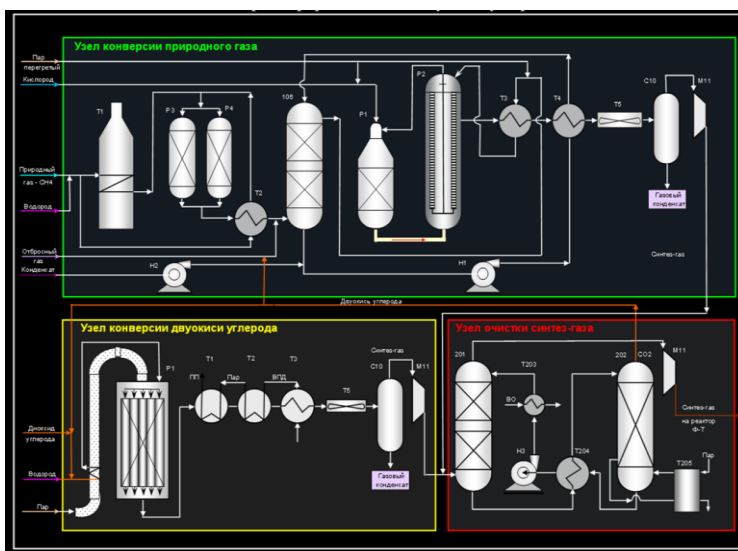 Узел конверсии природного газа
Пар
перегретый
Кислород
Природный
газ - CH4
Водород
Отбросный
газ
Конденсат
Т1
Р3
Р4
Т2
106
Р1
Р2
Т3
Т4
Т5
С10
М11
Газовый
конденсат
Н2
Н1
Синтез-газ
Двуокись углерода
Узел конверсии двуокиси углерода
Р1
Т1
Т2
Т3
ПП
Пар
ВПД
Т5
Синтез-газ
С10
М11
Газовый
конденсат
Диоксид
углерода
Водород
Пар
Узел очистки синтез-газа
201
Т203
ВО
Н3
Т204
202
СО2
М11
Синтез-газ
на реактор
Ф-Т
Пар
Т205